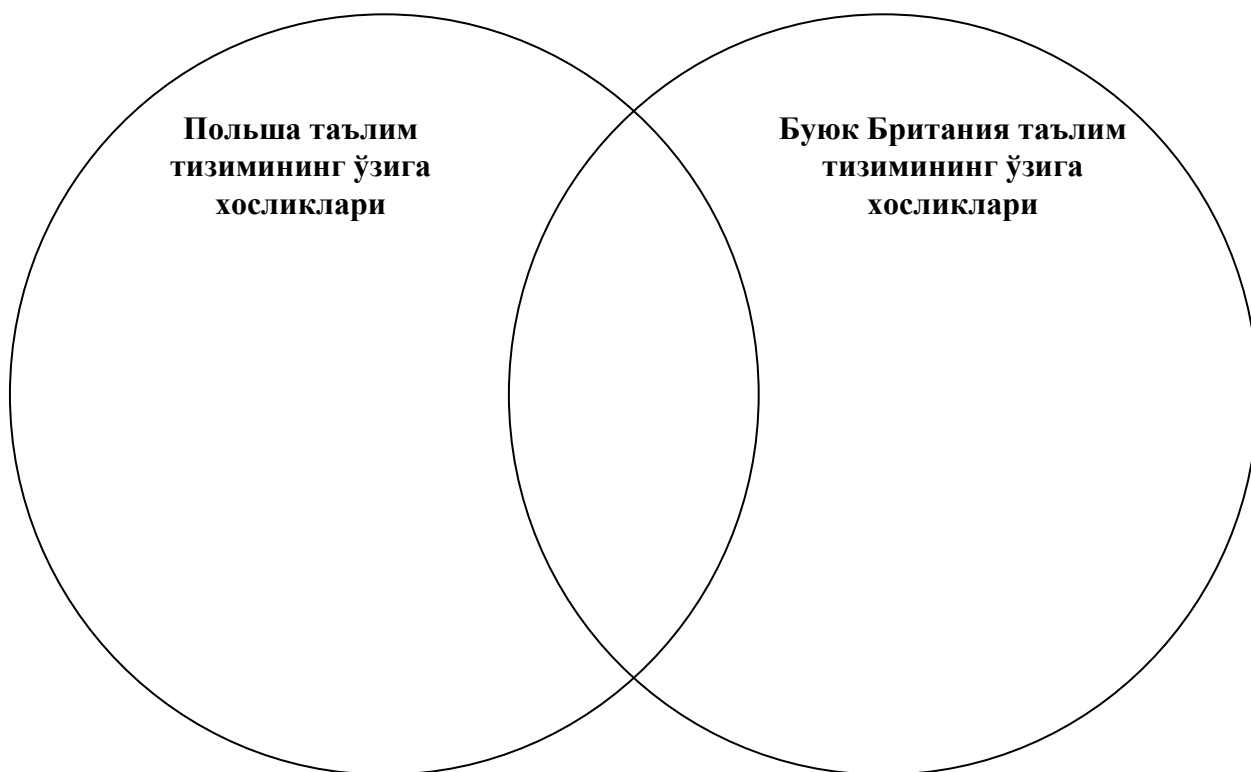 Польша таълим
тизимининг ўзига
хосликлари
Буюк Британия таълим
тизимининг ўзига
хосликлари